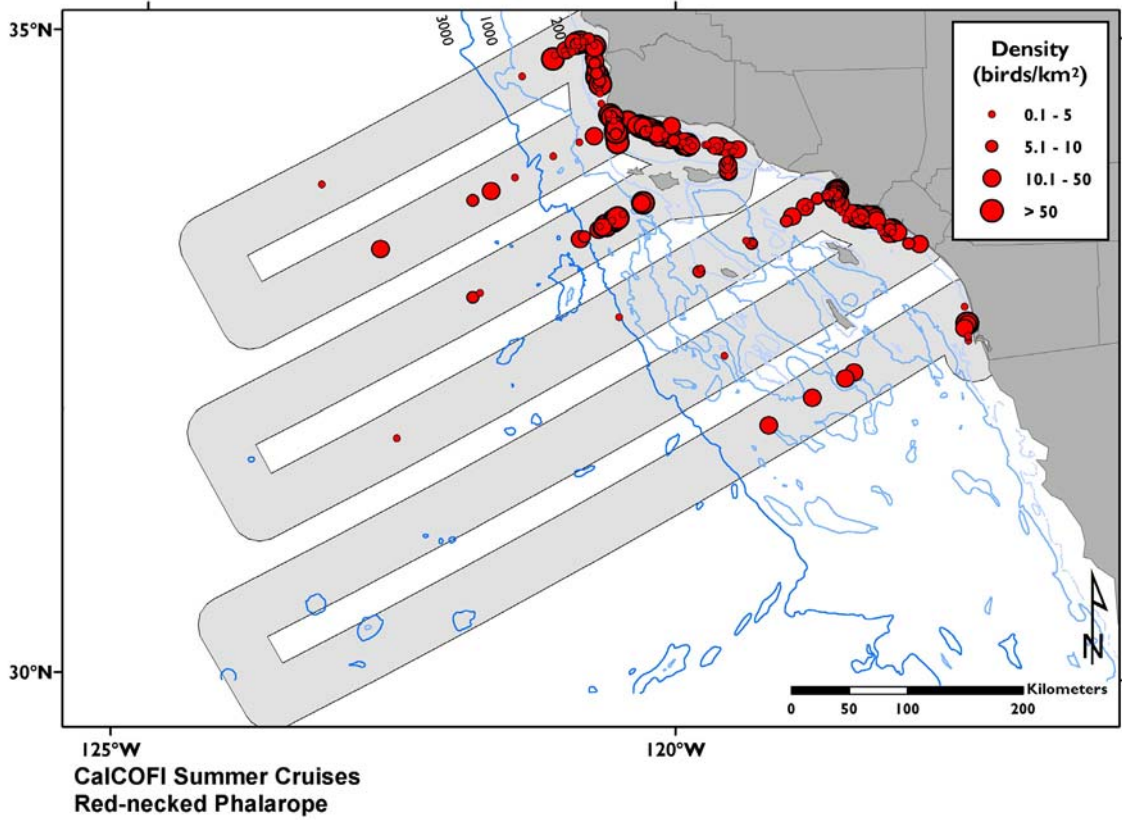 35°N
3000
1000
200
Density
(birds/km²)
0.1 - 5
5.1 - 10
10.1 - 50
> 50
30°N
N
Kilometers
0 50 100 200
125°W 120°W
CalCOFI Summer Cruises
Red-necked Phalarope